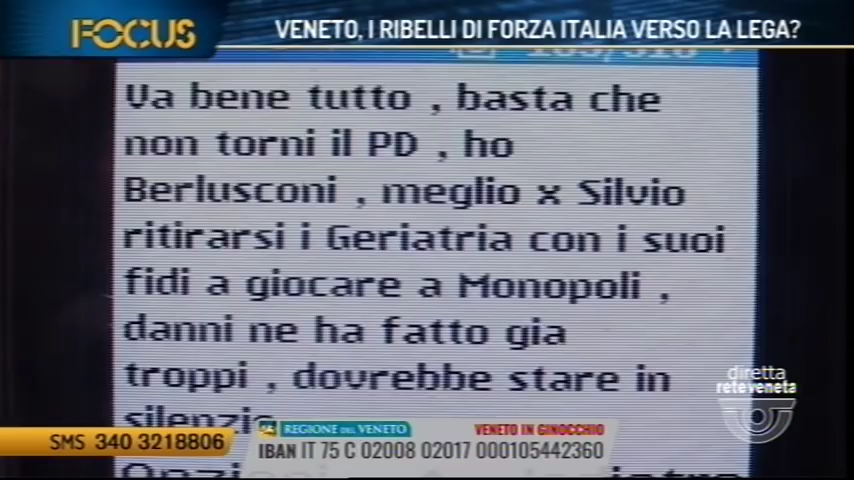 FOCUS
VENETO, I RIBELLI DI FORZA ITALIA VERSO LA LEGA?
Va bene tutto , basta che
non torni il PD , ho
Berlusconi , meglio x Silvio
ritirarsi i Geriatria con i suoi
fidi a giocare a Monopoli ,
danni ne ha fatto gia
troppi , dovrebbe stare in
silenzio
diretta
reteveneta
REGIONE DEL VENETO
VENETO IN GINOCCHIO
SMS 340 3218806
IBAN IT 75 C 02008 02017 000105442360